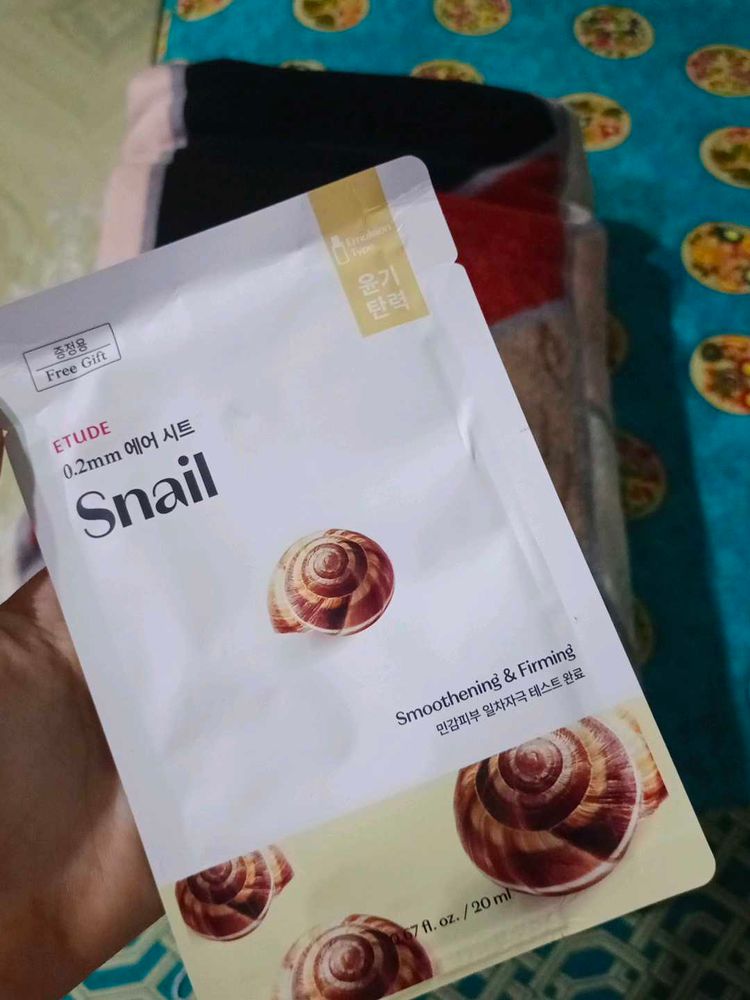 Emulsion
Type
윤기
탄력
증정용
Free Gift
ETUDE
0.2mm 에어 시트
Snail
Smoothening & Firming
민감피부 일차자극 테스트 완료
0.67 fl. oz. / 20 ml